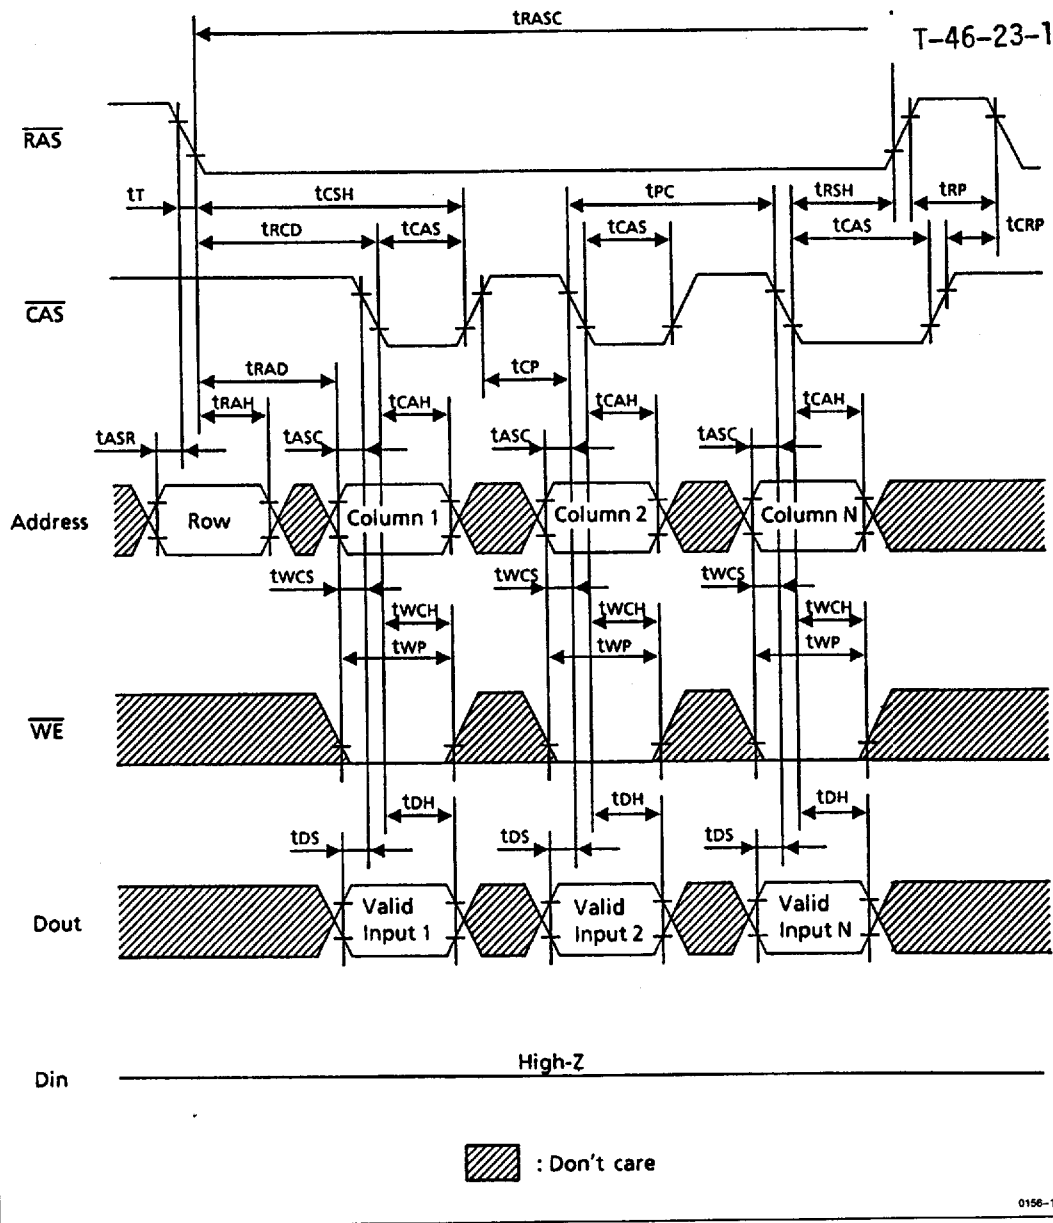 tRASC
T-46-23-1
RAS
tT
tCSH
tPC
tRSH
tRP
tRCD
tCAS
tCAS
tCAS
tCRP
CAS
tRAD
tCP
tRAH
tCAH
tCAH
tCAH
tASR
tASC
tASC
tASC
Address
Row
Column 1
Column 2
Column N
tWCS
tWCS
tWCS
tWCH
tWCH
tWCH
tWP
tWP
tWP
WE
tDH
tDH
tDH
tDS
tDS
tDS
Dout
Valid
Input 1
Valid
Input 2
Valid
Input N
Din
High-Z
: Don't care
0156-1